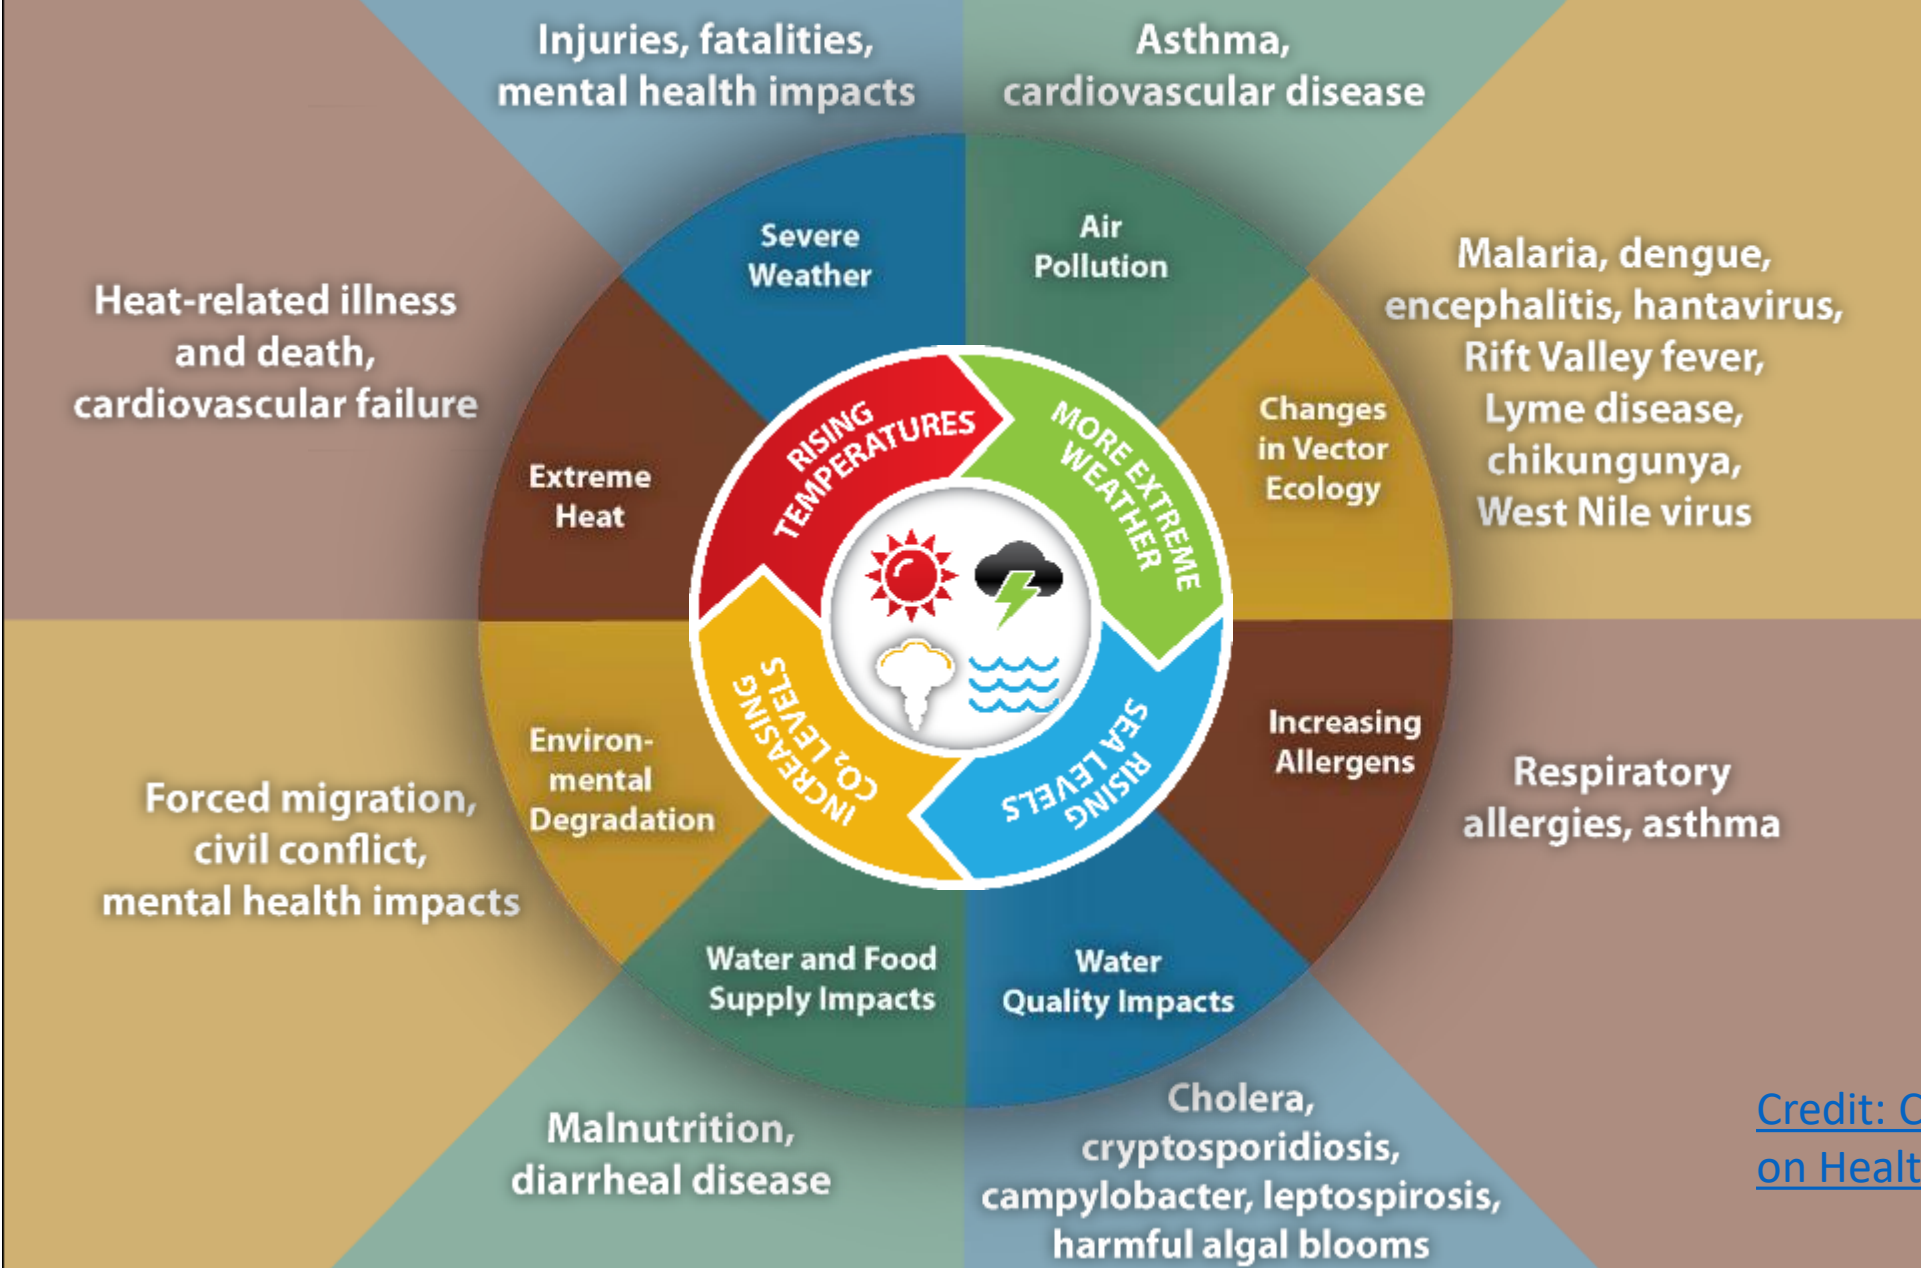 Injuries, fatalities,
mental health impacts
Asthma,
cardiovascular disease
Severe
Weather
Air
Pollution
Malaria, dengue,
encephalitis, hantavirus,
Rift Valley fever,
Lyme disease,
chikungunya,
West Nile virus
Heat-related illness
and death,
cardiovascular failure
Changes
in Vector
Ecology
Extreme
Heat
RISING
TEMPERATURES
MORE EXTREME
WEATHER
RISING
SEA LEVELS
INCREASING
CO₂ LEVELS
Increasing
Allergens
Respiratory
allergies, asthma
Environ-
mental
Degradation
Forced migration,
civil conflict,
mental health impacts
Water and Food
Supply Impacts
Water
Quality Impacts
Malnutrition,
diarrheal disease
Cholera,
cryptosporidiosis,
campylobacter, leptospirosis,
harmful algal blooms
Credit:
on